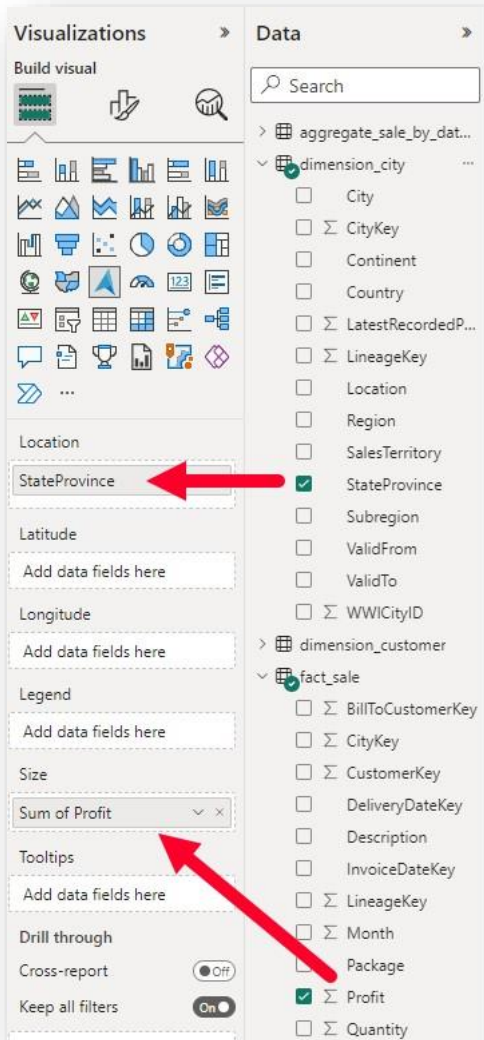 Visualizations
Build visual
123
Location
StateProvince
Latitude
Add data fields here
Longitude
Add data fields here
Legend
Add data fields here
Size
Sum of Profit
Tooltips
Add data fields here
Drill through
Cross-report
Off
Keep all filters
On
Data
Search
aggregate_sale_by_dat...
dimension_city
City
Σ CityKey
Continent
Country
Σ LatestRecordedP...
Σ LineageKey
Location
Region
SalesTerritory
StateProvince
Subregion
ValidFrom
ValidTo
Σ WWICityID
dimension_customer
fact_sale
Σ BillToCustomerKey
Σ CityKey
Σ CustomerKey
DeliveryDateKey
Description
InvoiceDateKey
Σ LineageKey
Σ Month
Package
Σ Profit
Σ Quantity